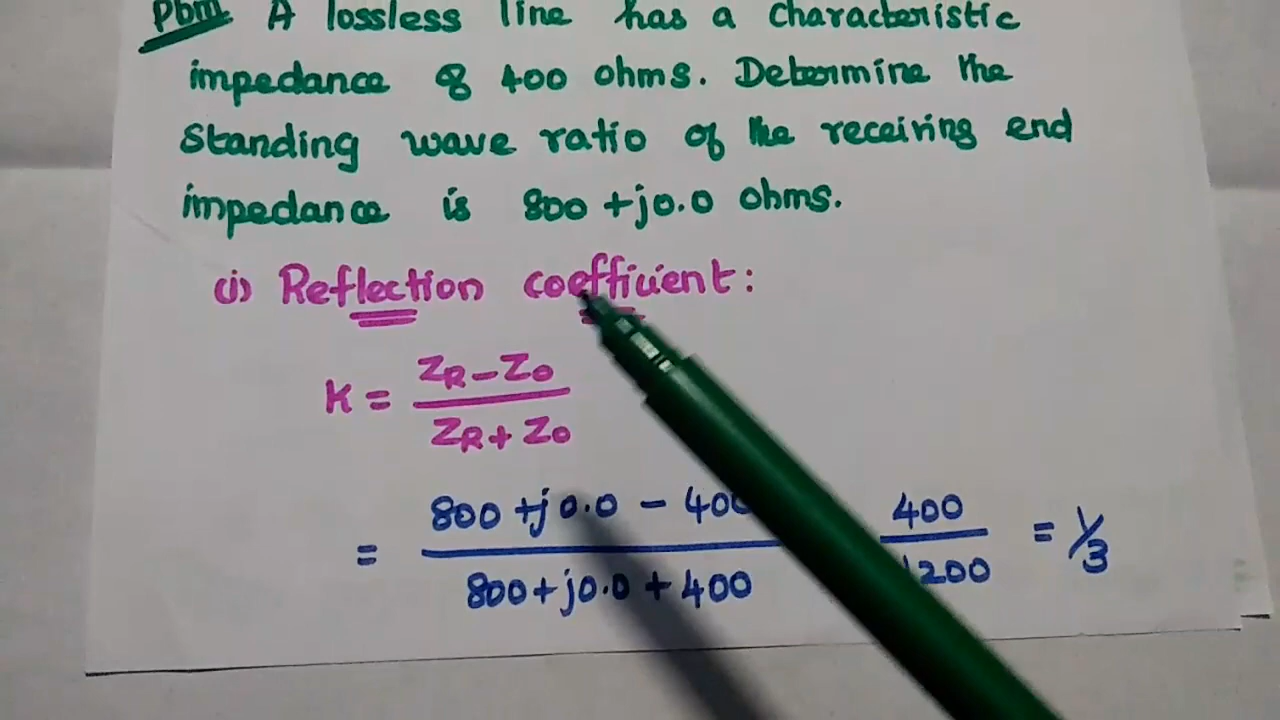 Pbm A lossless line has a characteristic
impedance of 400 ohms. Determine the
Standing wave ratio of the receiving end
impedance is 800 +j0.0 ohms.
(i) Reflection coefficient:
K = ZR-Z0 / ZR+Z0
= 800 +j0.0 - 400 / 800+j0.0+400 400 / 1200 = 1/3